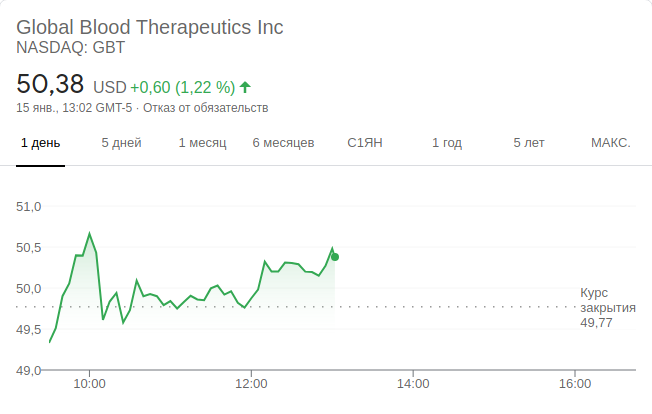 Global Blood Therapeutics Inc
NASDAQ: GBT
50,38 USD +0,60 (1,22 %)
15 янв., 13:02 GMT-5 · Отказ от обязательств
1 день 5 дней 1 месяц 6 месяцев С1ЯН 1 год 5 лет МАКС.
51,0
50,5
50,0
Курс
закрытия
49,77
49,5
49,0
10:00 12:00 14:00 16:00